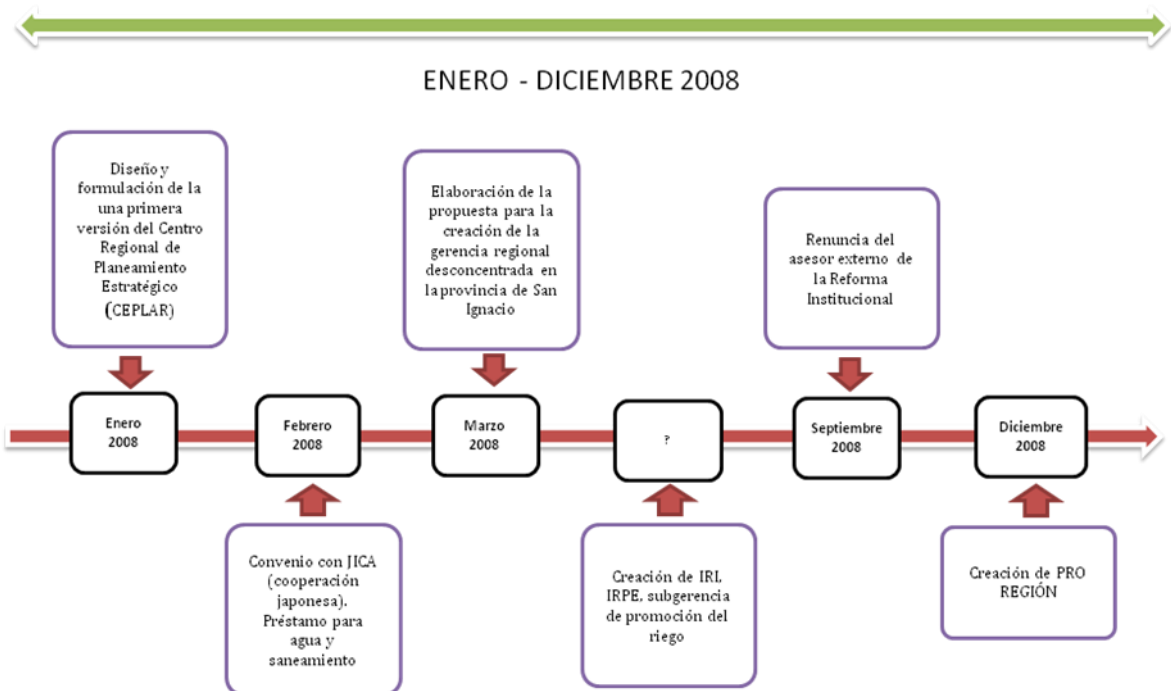 ENERO - DICIEMBRE 2008
Diseño y
formulación de la
una primera
versión del Centro
Regional de
Planeamiento
Estratégico
(CEPLAR)
Elaboración de la
propuesta para la
creación de la
gerencia regional
desconcentrada en
la provincia de San
Ignacio
Renuncia del
asesor externo de
la Reforma
Institucional
Enero
2008
Febrero
2008
Marzo
2008
?
Septiembre
2008
Diciembre
2008
Convenio con JICA
(cooperación
japonesa).
Préstamo para
agua y
saneamiento
Creación de IRI,
IRPE, subgerencia
de promoción del
riego
Creación de PRO
REGIÓN